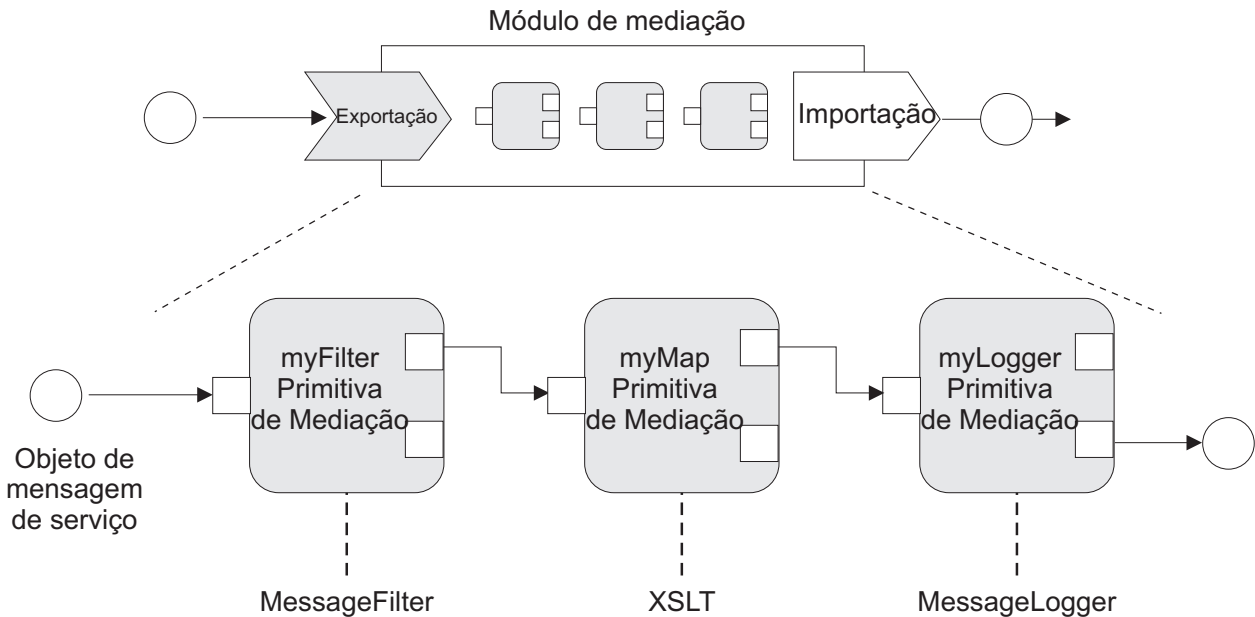 Módulo de mediação
Exportação
Importação
myFilter
Primitiva
de Mediação
myMap
Primitiva
de Mediação
myLogger
Primitiva
de Mediação
Objeto de
mensagem
de serviço
MessageFilter
XSLT
MessageLogger